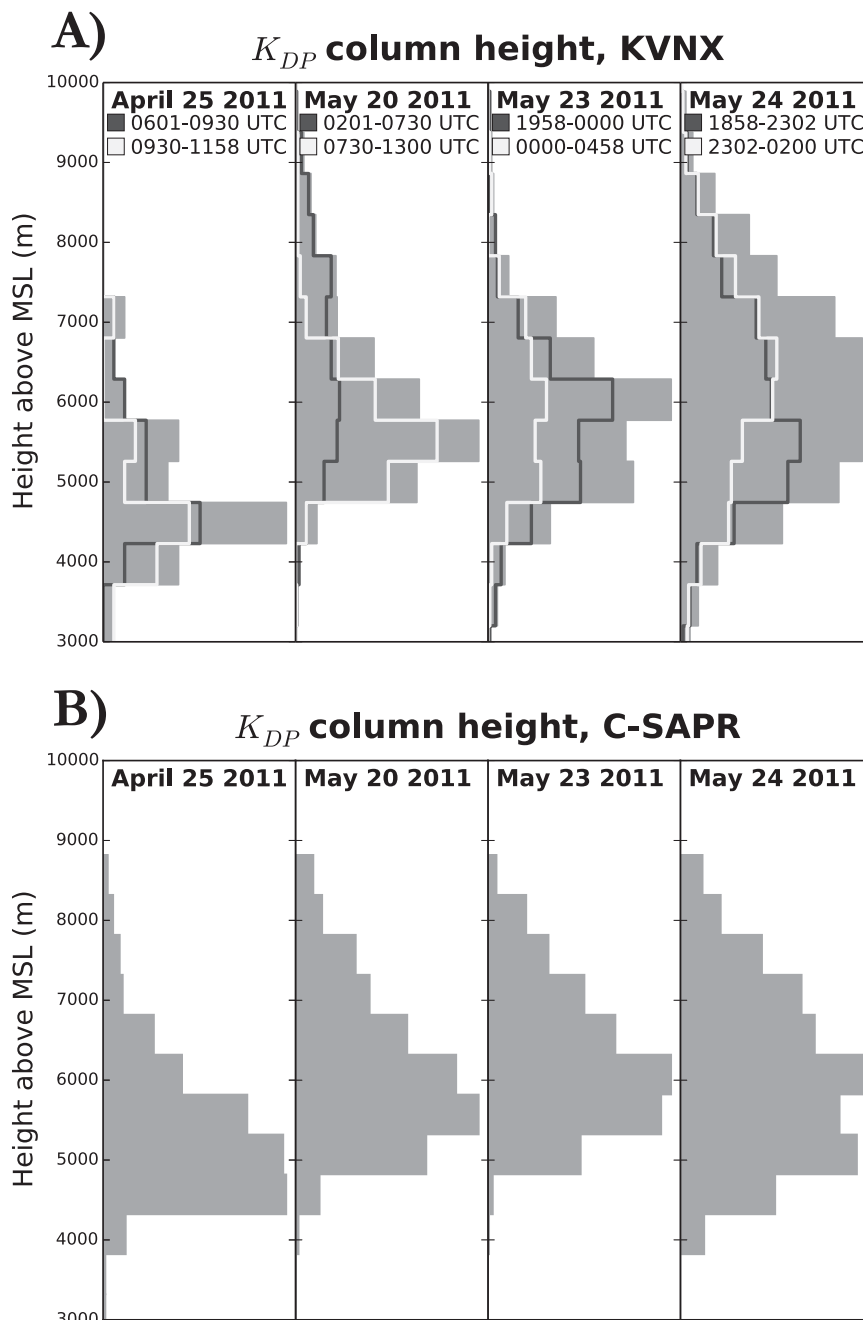 A)
K_DP column height, KVNX
Height above MSL (m)
10000
9000
8000
7000
6000
5000
4000
3000
April 25 2011
0601-0930 UTC
0930-1158 UTC
May 20 2011
0201-0730 UTC
0730-1300 UTC
May 23 2011
1958-0000 UTC
0000-0458 UTC
May 24 2011
1858-2302 UTC
2302-0200 UTC
B)
K_DP column height, C-SAPR
Height above MSL (m)
10000
9000
8000
7000
6000
5000
4000
3000
April 25 2011
May 20 2011
May 23 2011
May 24 2011